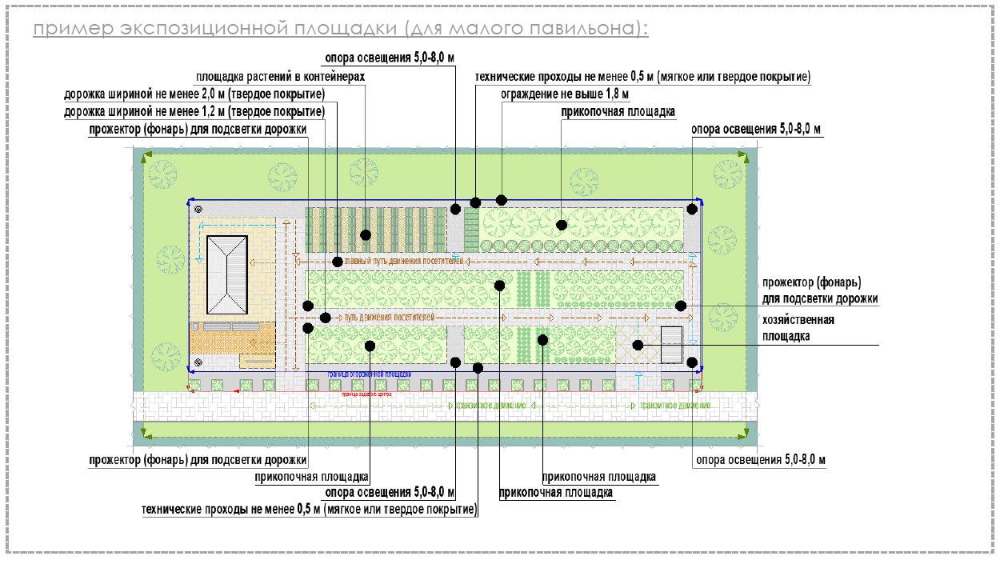 пример экспозиционной площадки (для малого павильона):
опора освещения 5,0-8,0 м
площадка растений в контейнерах
технические проходы не менее 0,5 м (мягкое или твердое покрытие)
дорожка шириной не менее 2,0 м (твердое покрытие)
ограждение не выше 1,8 м
дорожка шириной не менее 1,2 м (твердое покрытие)
прикопочная площадка
прожектор (фонарь) для подсветки дорожки
опора освещения 5,0-8,0 м
главный путь движения посетителей
прожектор (фонарь)
для подсветки дорожки
путь движения посетителей
хозяйственная
площадка
граница огороженной площадки
граница садового центра
транзитное движение
транзитное движение
прожектор (фонарь) для подсветки дорожки
опора освещения 5,0-8,0 м
прикопочная площадка
прикопочная площадка
опора освещения 5,0-8,0 м
прикопочная площадка
технические проходы не менее 0,5 м (мягкое или твердое покрытие)